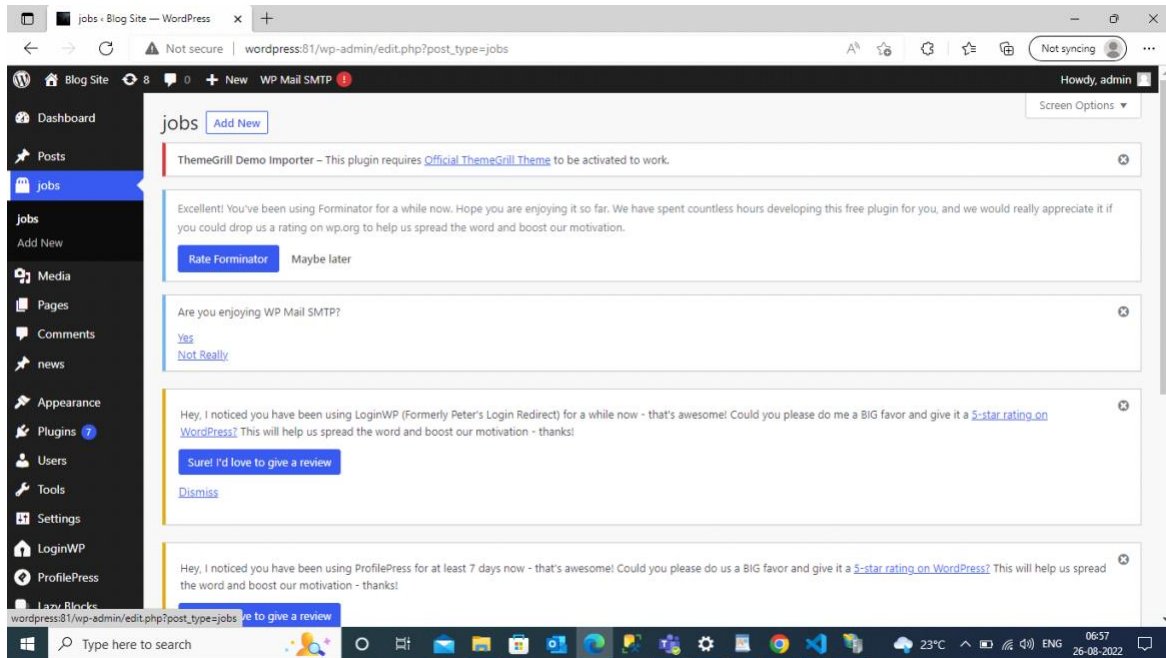 jobs ‹ Blog Site — WordPress
Not secure | wordpress:81/wp-admin/edit.php?post_type=jobs
Not syncing
Blog Site 8 0 + New WP Mail SMTP !
Howdy, admin
Screen Options ▼
Dashboard
Posts
jobs
jobs
Add New
Media
Pages
Comments
news
Appearance
Plugins 7
Users
Tools
Settings
LoginWP
ProfilePress
Lazy Blocks
jobs Add New
ThemeGrill Demo Importer – This plugin requires Official ThemeGrill Theme to be activated to work.
Excellent! You've been using Forminator for a while now. Hope you are enjoying it so far. We have spent countless hours developing this free plugin for you, and we would really appreciate it if
you could drop us a rating on wp.org to help us spread the word and boost our motivation.
Rate Forminator Maybe later
Are you enjoying WP Mail SMTP?
Yes
Not Really
Hey, I noticed you have been using LoginWP (Formerly Peter's Login Redirect) for a while now - that's awesome! Could you please do me a BIG favor and give it a 5-star rating on
WordPress? This will help us spread the word and boost our motivation - thanks!
Sure! I'd love to give a review
Dismiss
Hey, I noticed you have been using ProfilePress for at least 7 days now - that's awesome! Could you please do us a BIG favor and give it a 5-star rating on WordPress? This will help us spread
the word and boost our motivation - thanks!
ve to give a review
wordpress:81/wp-admin/edit.php?post_type=jobs
Type here to search
23°C
ENG
06:57
26-08-2022